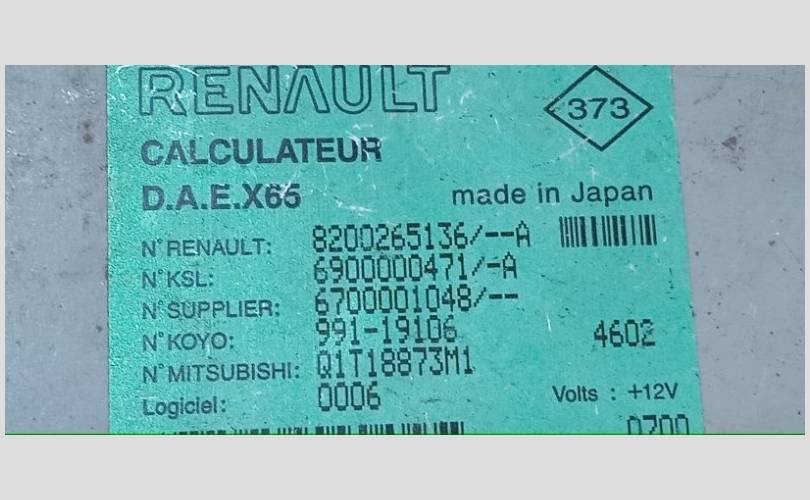 RENAULT
373
CALCULATEUR
D.A.E.X65 made in Japan
N° RENAULT: 8200265136/--A
N° KSL: 6900000471/-A
N° SUPPLIER: 6700001048/--
N° KOYO: 991-19106 4602
N° MITSUBISHI: Q1T18873M1
Logiciel: 0006 Volts : +12V
0700